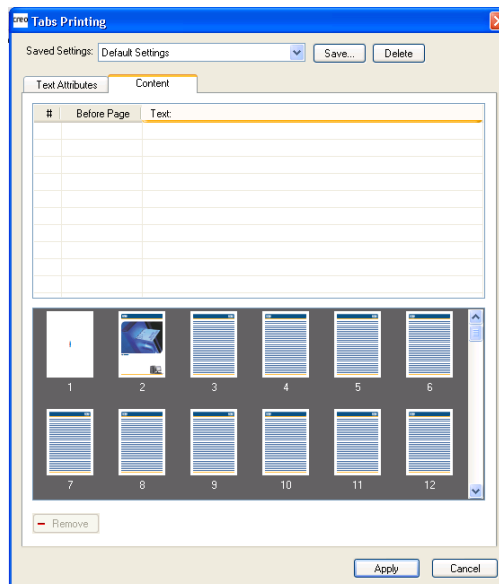 creo Tabs Printing
Saved Settings: Default Settings Save... Delete
Text Attributes Content
# Before Page Text:
1 2 3 4 5 6
7 8 9 10 11 12
Remove
Apply Cancel